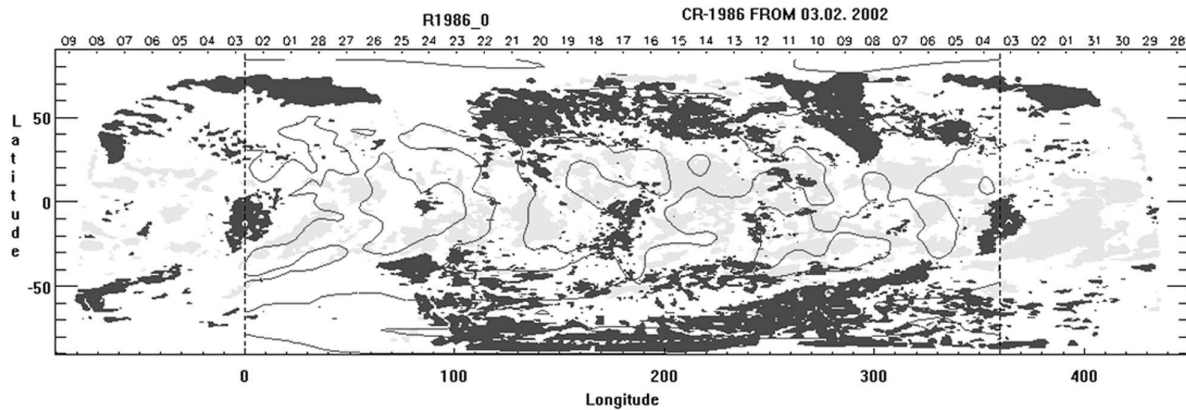 R1986_0 CR-1986 FROM 03.02. 2002
09 08 07 06 05 04 03 02 01 28 27 26 25 24 23 22 21 20 19 18 17 16 15 14 13 12 11 10 09 08 07 06 05 04 03 02 01 31 30 29 28
50
0
-50
Latitude
0 100 200 300 400
Longitude